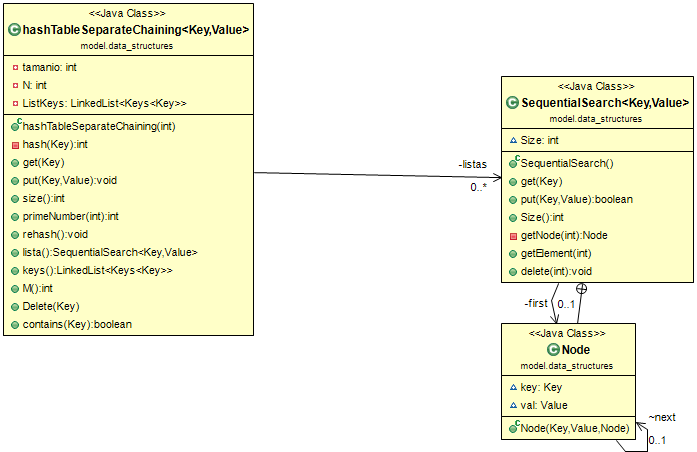 <<Java Class>>
hashTableSeparateChaining<Key,Value>
model.data_structures
tamanio: int
N: int
ListKeys: LinkedList<Keys<Key>>
hashTableSeparateChaining(int)
hash(Key):int
get(Key)
put(Key,Value):void
size():int
primeNumber(int):int
rehash():void
lista():SequentialSearch<Key,Value>
keys():LinkedList<Keys<Key>>
M():int
Delete(Key)
contains(Key):boolean
-listas
0..*
<<Java Class>>
SequentialSearch<Key,Value>
model.data_structures
Size: int
SequentialSearch()
get(Key)
put(Key,Value):boolean
Size():int
getNode(int):Node
getElement(int)
delete(int):void
-first
0..1
<<Java Class>>
Node
model.data_structures
key: Key
val: Value
Node(Key,Value,Node)
~next
0..1